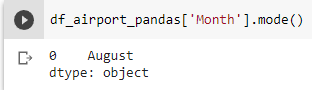 df_airport_pandas['Month'].mode()
0    August
dtype: object